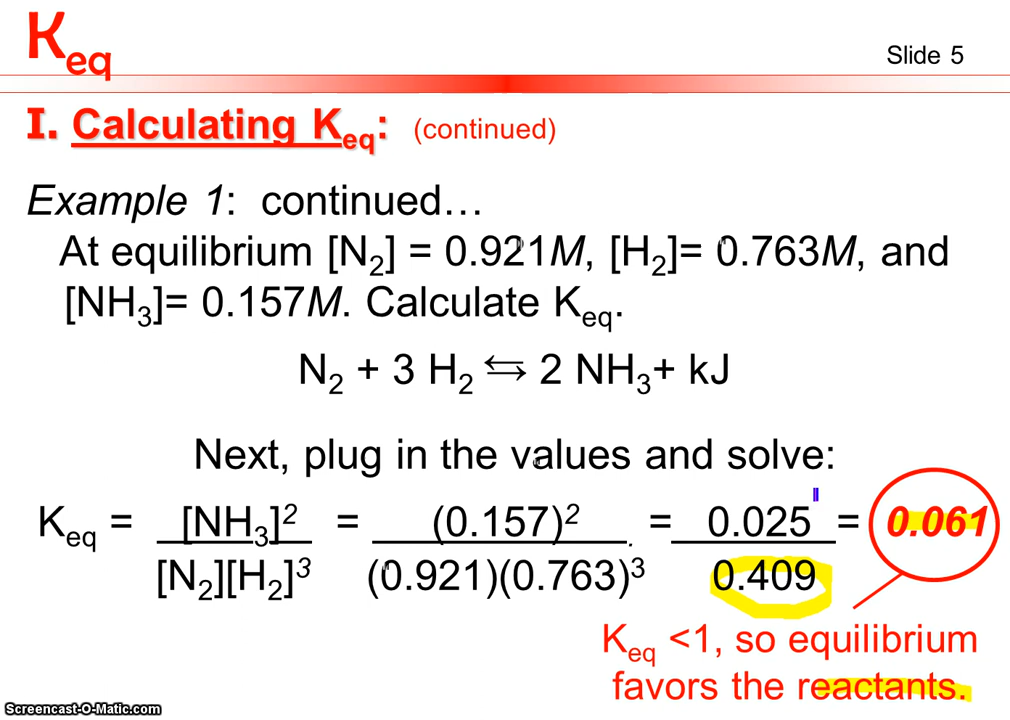 Keq
Slide 5
I. Calculating Keq: (continued)
Example 1: continued…
At equilibrium [N2] = 0.921M, [H2]= 0.763M, and
[NH3]= 0.157M. Calculate Keq.
N2 + 3 H2 ⇆ 2 NH3+ kJ
Next, plug in the values and solve:
Keq = [NH3]2 = (0.157)2 = 0.025 = 0.061
[N2][H2]3 (0.921)(0.763)3 0.409
Keq <1, so equilibrium
favors the reactants.
Screencast-O-Matic.com